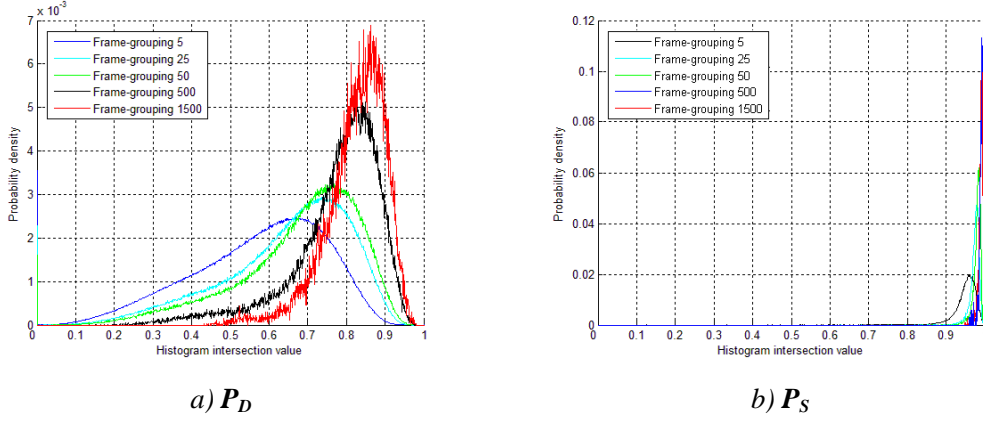 7 x 10⁻³
Frame-grouping 5
Frame-grouping 25
Frame-grouping 50
Frame-grouping 500
Frame-grouping 1500
6
5
4
3
2
1
0
Probability density
0 0.1 0.2 0.3 0.4 0.5 0.6 0.7 0.8 0.9 1
Histogram intersection value
a) P_D
0.12
Frame-grouping 5
Frame-grouping 25
Frame-grouping 50
Frame-grouping 500
Frame-grouping 1500
0.1
0.08
0.06
0.04
0.02
0
Probability density
0 0.1 0.2 0.3 0.4 0.5 0.6 0.7 0.8 0.9
Histogram intersection value
b) P_S